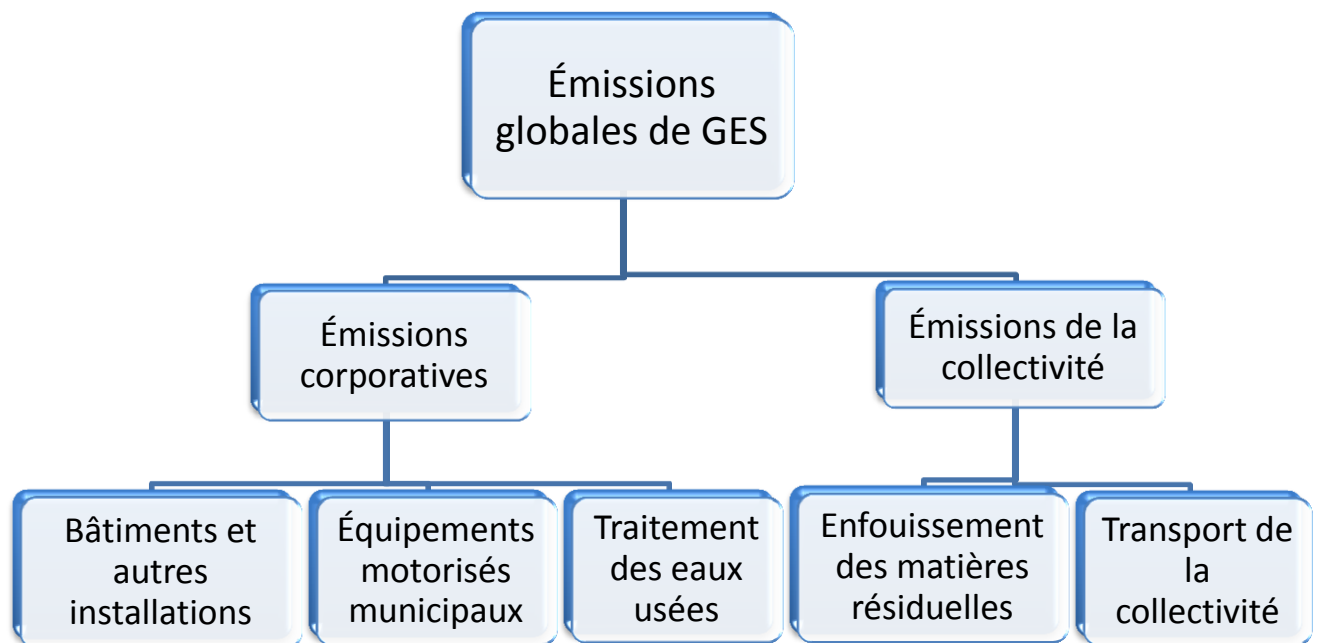 Émissions
globales de GES
Émissions
corporatives
Émissions de la
collectivité
Bâtiments et
autres
installations
Équipements
motorisés
municipaux
Traitement
des eaux
usées
Enfouissement
des matières
résiduelles
Transport de
la
collectivité